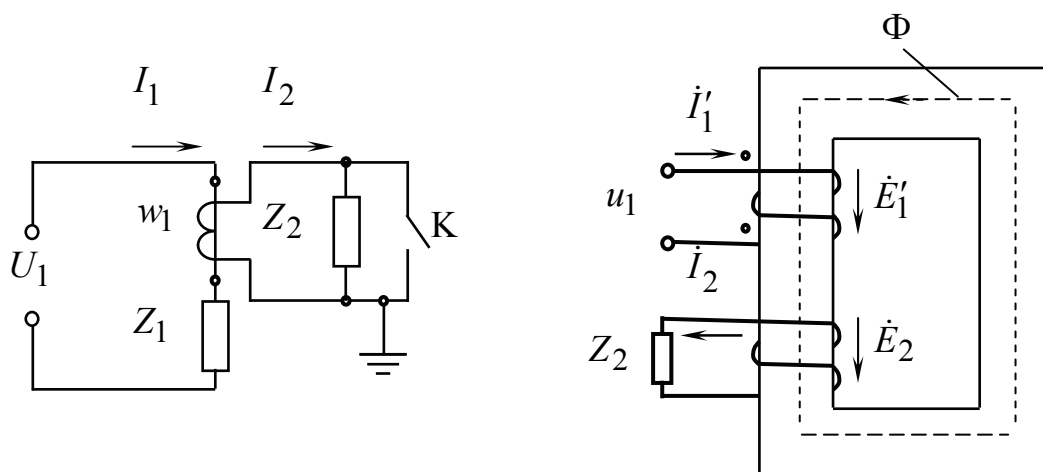 I₁
I₂
w₁
Z₂
K
U₁
Z₁
Φ
İ′₁
u₁
Ė′₁
İ₂
Z₂
Ė₂